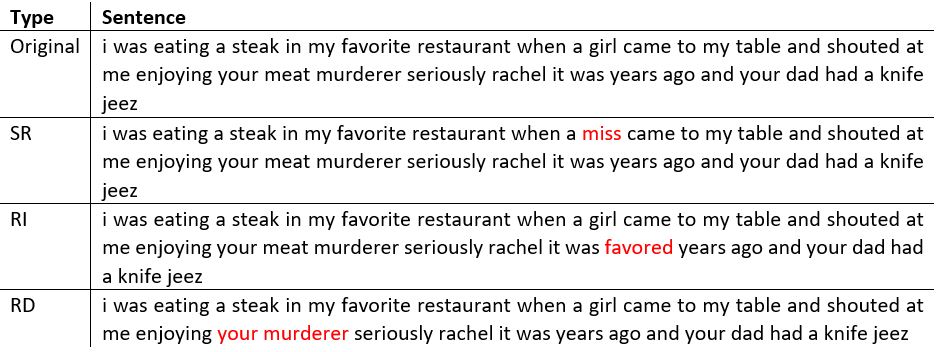 Type Sentence
Original i was eating a steak in my favorite restaurant when a girl came to my table and shouted at
me enjoying your meat murderer seriously rachel it was years ago and your dad had a knife
jeez
SR i was eating a steak in my favorite restaurant when a miss came to my table and shouted at
me enjoying your meat murderer seriously rachel it was years ago and your dad had a knife
jeez
RI i was eating a steak in my favorite restaurant when a girl came to my table and shouted at
me enjoying your meat murderer seriously rachel it was favored years ago and your dad had
a knife jeez
RD i was eating a steak in my favorite restaurant when a girl came to my table and shouted at
me enjoying your murderer seriously rachel it was years ago and your dad had a knife jeez